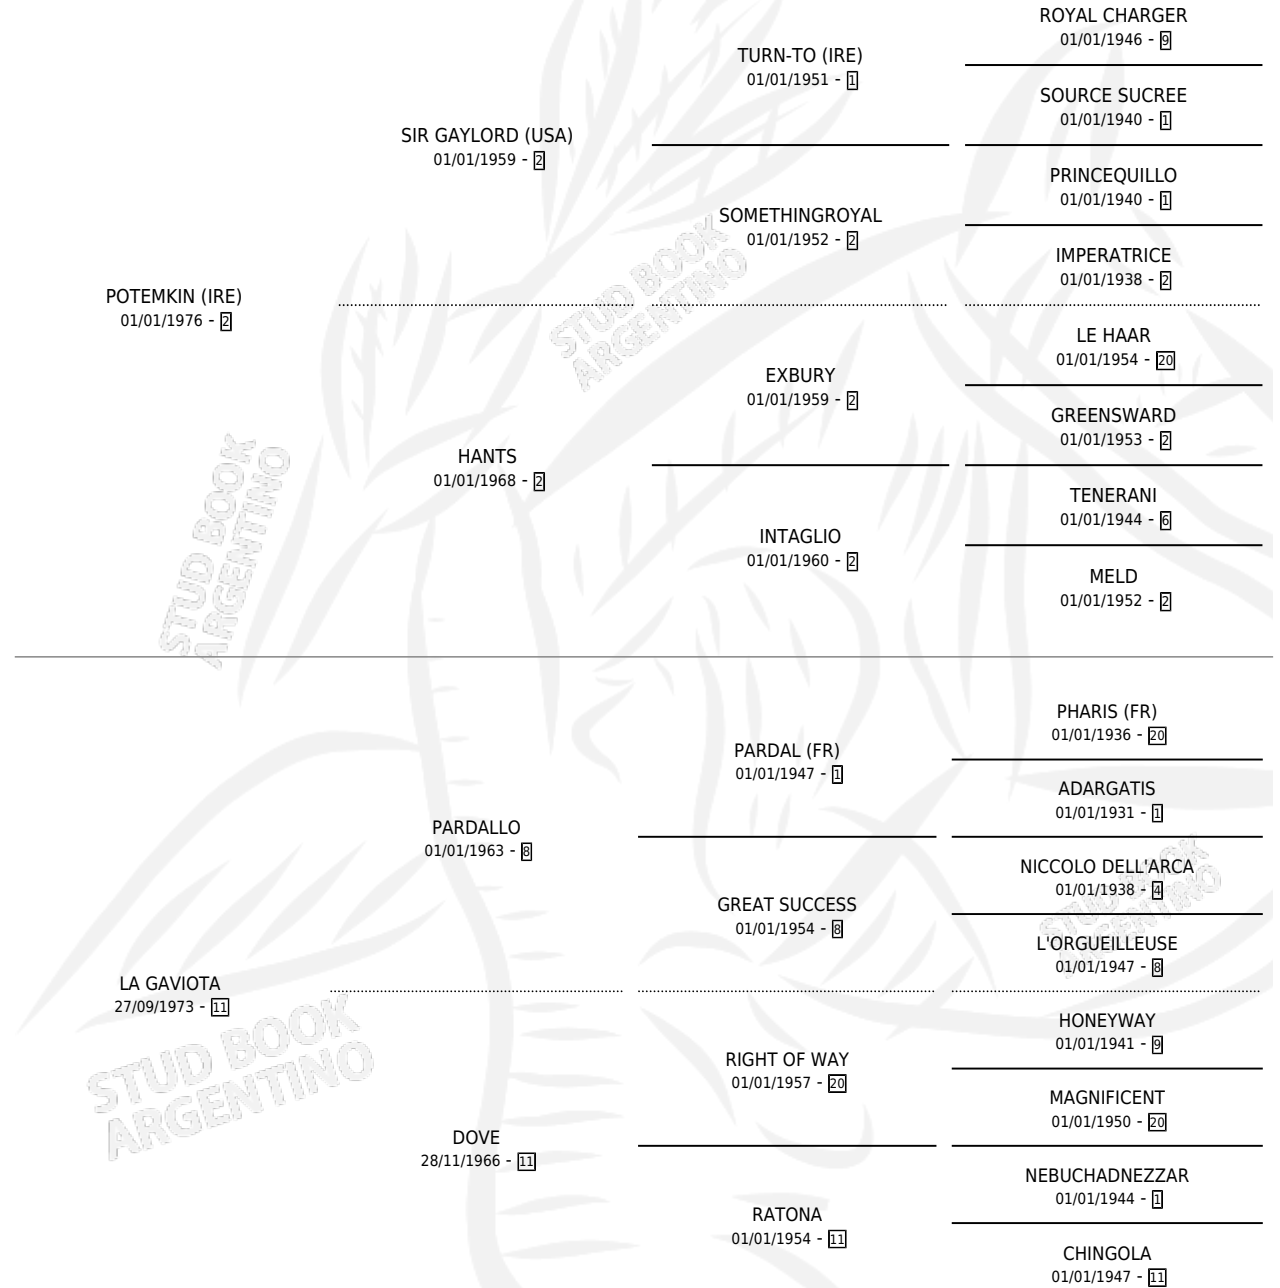 ROYAL CHARGER
01/01/1946 - 9
TURN-TO (IRE)
01/01/1951 - 1
SOURCE SUCREE
01/01/1940 - 1
SIR GAYLORD (USA)
01/01/1959 - 2
PRINCEQUILLO
01/01/1940 - 1
SOMETHINGROYAL
01/01/1952 - 2
IMPERATRICE
01/01/1938 - 2
POTEMKIN (IRE)
01/01/1976 - 2
STUD BOOK
ARGENTINO
LE HAAR
01/01/1954 - 20
EXBURY
01/01/1959 - 2
GREENSWARD
01/01/1953 - 2
HANTS
01/01/1968 - 2
TENERANI
01/01/1944 - 6
INTAGLIO
01/01/1960 - 2
MELD
01/01/1952 - 2
STUD BOOK
ARGENTINO
PHARIS (FR)
01/01/1936 - 20
PARDAL (FR)
01/01/1947 - 1
ADARGATIS
01/01/1931 - 1
PARDALLO
01/01/1963 - 8
NICCOLO DELL'ARCA
01/01/1938 - 4
GREAT SUCCESS
01/01/1954 - 8
STUD BOOK
ARGENTINO
L'ORGUEILLEUSE
01/01/1947 - 8
LA GAVIOTA
27/09/1973 - 11
HONEYWAY
01/01/1941 - 9
RIGHT OF WAY
01/01/1957 - 20
STUD BOOK
ARGENTINO
MAGNIFICENT
01/01/1950 - 20
DOVE
28/11/1966 - 11
NEBUCHADNEZZAR
01/01/1944 - 1
RATONA
01/01/1954 - 11
CHINGOLA
01/01/1947 - 11